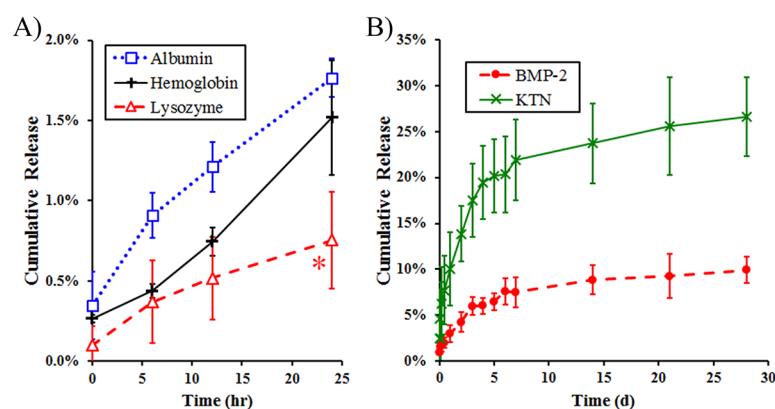 A)
2.0%
1.5%
1.0%
0.5%
0.0%
Cumulative Release
Albumin
Hemoglobin
Lysozyme
*
0 5 10 15 20 25
Time (hr)
B)
35%
30%
25%
20%
15%
10%
5%
0%
Cumulative Release
BMP-2
KTN
0 5 10 15 20 25 30
Time (d)